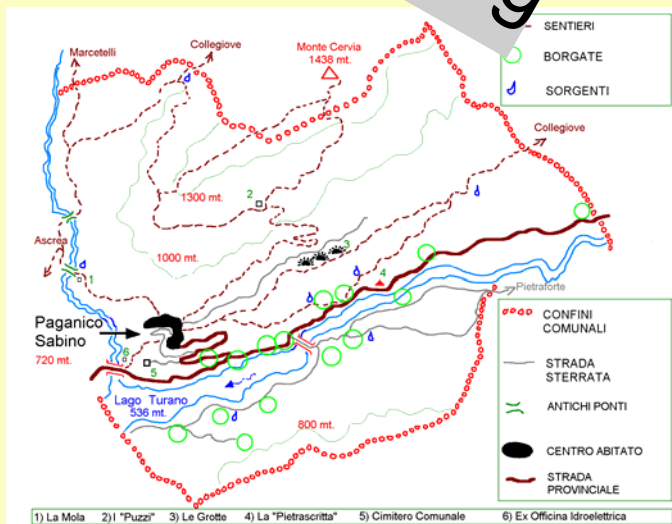 SENTIERI
BORGATE
SORGENTI
Marcetelli
Collegiove
Monte Cervia
1438 mt.
Collegiove
1300 mt.
2
1000 mt.
3
Ascrea
1
4
Pietraforte
Paganico
Sabino
720 mt.
6
5
Lago Turano
536 mt.
800 mt.
CONFINI
COMUNALI
STRADA
STERRATA
ANTICHI PONTI
CENTRO ABITATO
STRADA
PROVINCIALE
1) La Mola 2) I "Puzzi" 3) Le Grotte 4) La "Pietrascritta" 5) Cimitero Comunale 6) Ex Officina Idroelettrica